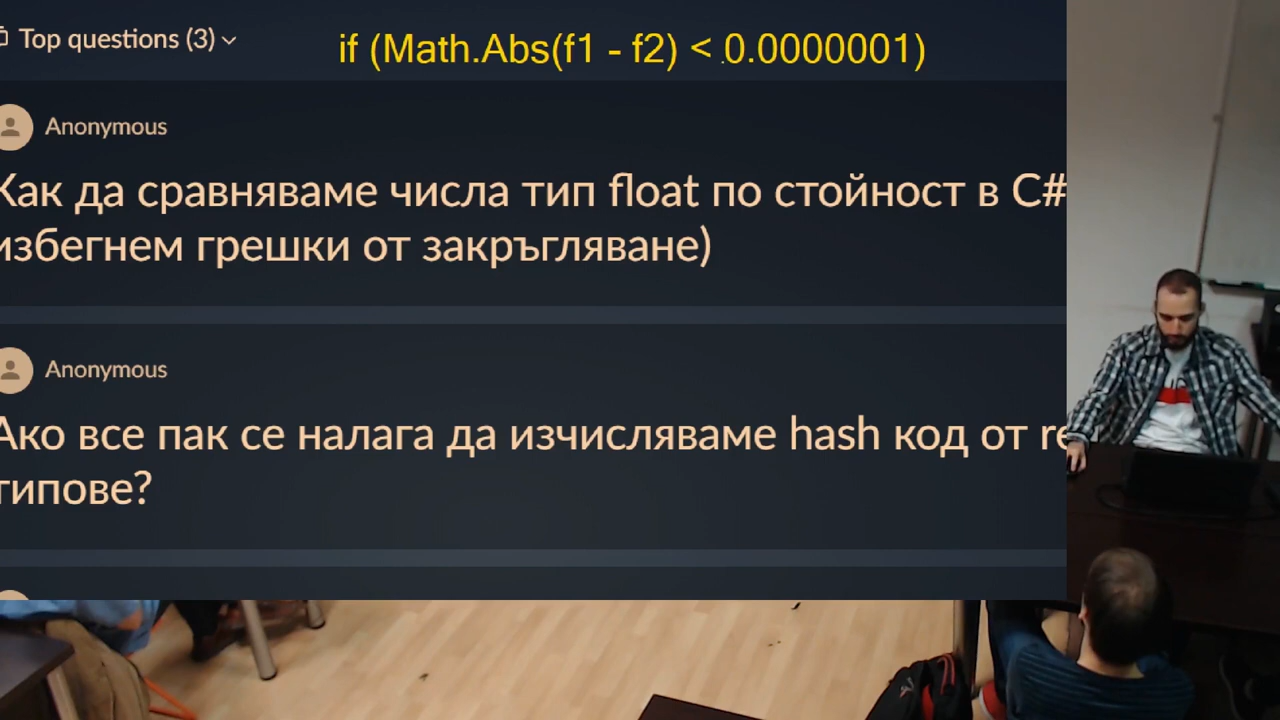 Top questions (3)
if (Math.Abs(f1 - f2) < 0.0000001)
Anonymous
Как да сравняваме числа тип float по стойност в C#
избегнем грешки от закръгляване)
Anonymous
Ако все пак се налага да изчисляваме hash код от re
типове?